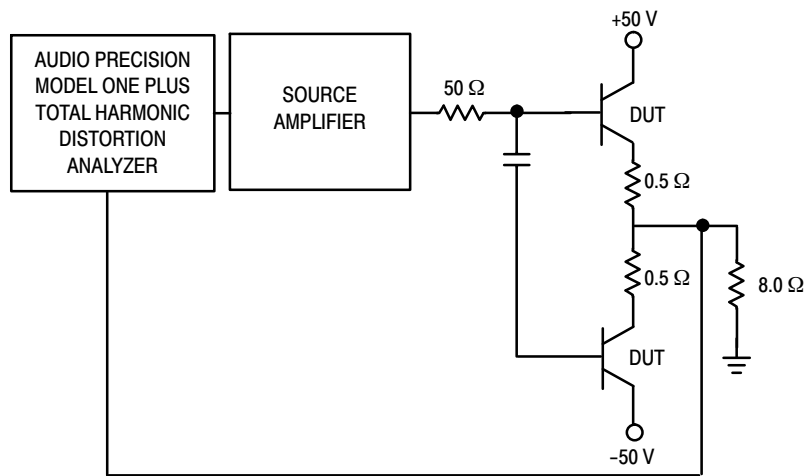 AUDIO PRECISION
MODEL ONE PLUS
TOTAL HARMONIC
DISTORTION
ANALYZER
SOURCE
AMPLIFIER
50 Ω
+50 V
DUT
0.5 Ω
0.5 Ω
8.0 Ω
DUT
−50 V